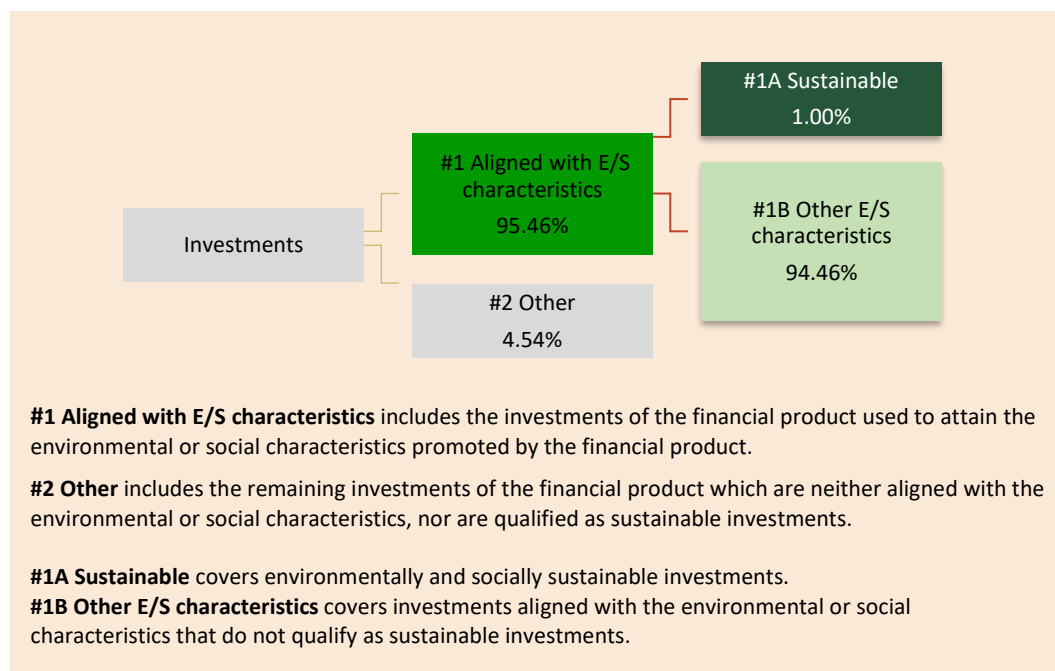 #1A Sustainable
1.00%
#1 Aligned with E/S
characteristics
95.46%
#1B Other E/S
characteristics
94.46%
Investments
#2 Other
4.54%
#1 Aligned with E/S characteristics includes the investments of the financial product used to attain the
environmental or social characteristics promoted by the financial product.
#2 Other includes the remaining investments of the financial product which are neither aligned with the
environmental or social characteristics, nor are qualified as sustainable investments.
#1A Sustainable covers environmentally and socially sustainable investments.
#1B Other E/S characteristics covers investments aligned with the environmental or social
characteristics that do not qualify as sustainable investments.